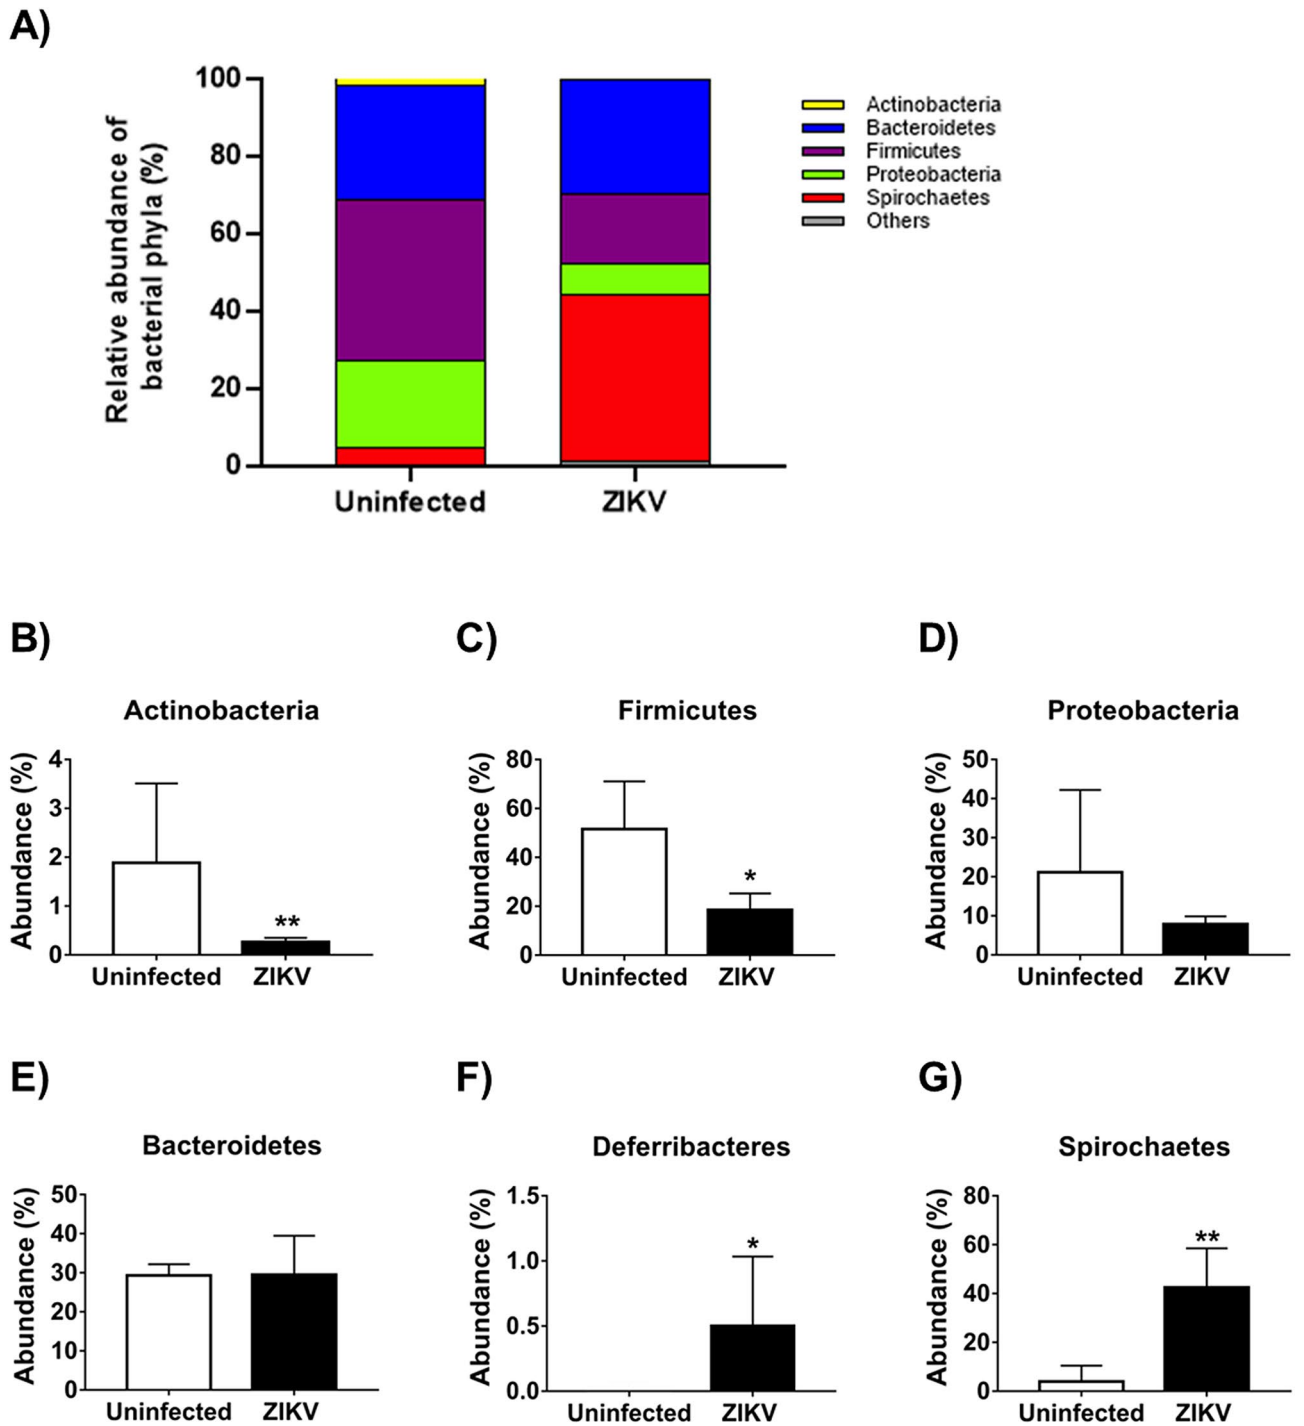 A)
Relative abundance of
bacterial phyla (%)
100
80
60
40
20
0
Uninfected
ZIKV
Actinobacteria
Bacteroidetes
Firmicutes
Proteobacteria
Spirochaetes
Others
B)
Actinobacteria
Abundance (%)
4
3
2
1
0
**
Uninfected
ZIKV
C)
Firmicutes
Abundance (%)
80
60
40
20
0
*
Uninfected
ZIKV
D)
Proteobacteria
Abundance (%)
50
40
30
20
10
0
Uninfected
ZIKV
E)
Bacteroidetes
Abundance (%)
50
40
30
20
10
0
Uninfected
ZIKV
F)
Deferribacteres
Abundance (%)
1.5
1.0
0.5
0.0
*
Uninfected
ZIKV
G)
Spirochaetes
Abundance (%)
80
60
40
20
0
**
Uninfected
ZIKV